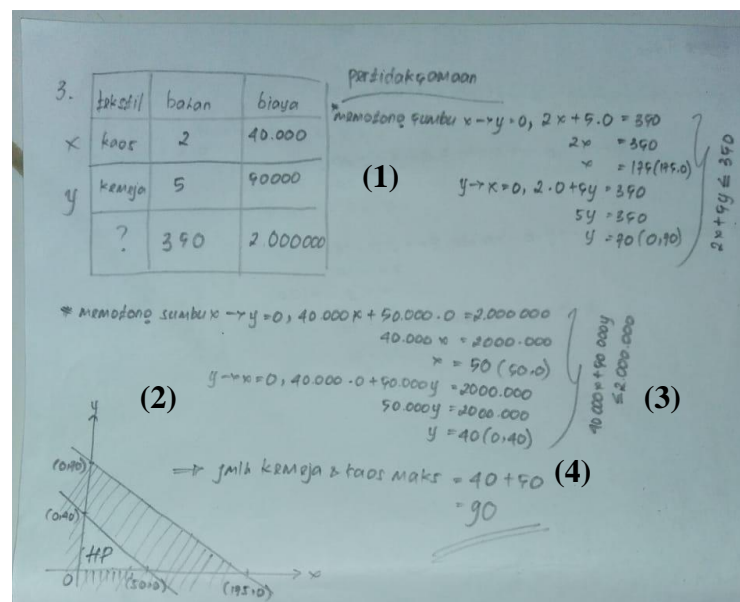 3.
tekstil bahan biaya
x kaos 2 40.000
y kemeja 5 50000
? 350 2.000000
pertidaksamaan
*memotong sumbu x → y=0, 2x + 5.0 = 350
2x = 350
x = 175 (175.0)
y → x=0, 2.0 + 5y = 350
5y = 350
y = 70 (0,70)
2x + 5y ≤ 350
(1)
* memotong sumbu x → y=0, 40.000x + 50.000.0 = 2.000.000
40.000x = 2000.000
x = 50 (50,0)
y → x=0, 40.000.0 + 50.000y = 2000.000
50.000y = 2000.000
y = 40 (0,40)
40.000x + 50.000y
≤ 2.000.000
(2)
(3)
⇒ jmlh kemeja & kaos maks = 40 + 50
= 90
(4)
y
(0,70)
(0,40)
HP
0 (50,0) (175,0) x